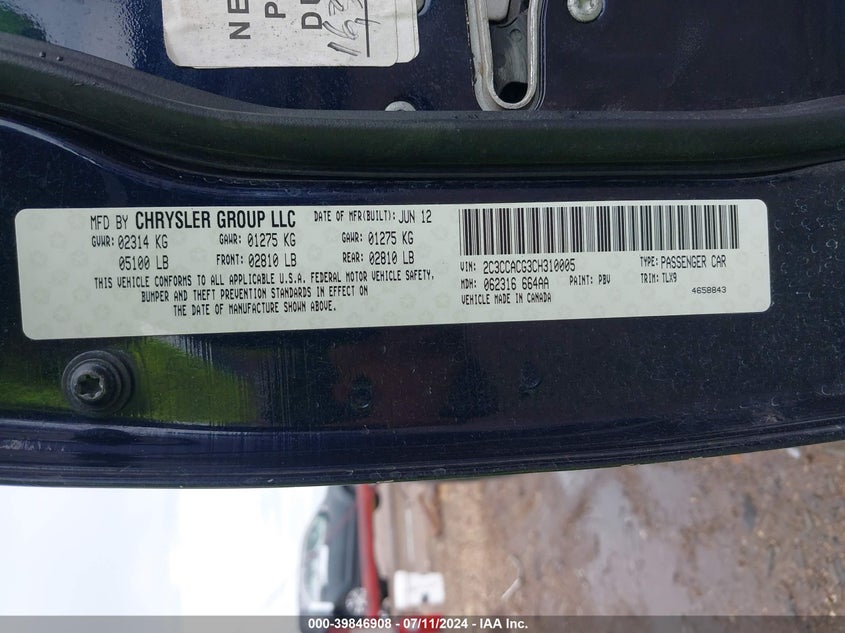 NE
P
DU
MFD BY CHRYSLER GROUP LLC DATE OF MFR(BUILT): JUN 12
GVWR: 02314 KG GAWR: 01275 KG GAWR: 01275 KG
05100 LB FRONT: 02810 LB REAR: 02810 LB
THIS VEHICLE CONFORMS TO ALL APPLICABLE U.S.A. FEDERAL MOTOR VEHICLE SAFETY,
BUMPER AND THEFT PREVENTION STANDARDS IN EFFECT ON
THE DATE OF MANUFACTURE SHOWN ABOVE.
VIN: 2C3CCACG3CH310005 TYPE: PASSENGER CAR
MDH: 062316 664AA PAINT: PBV TRIM: TLX9
VEHICLE MADE IN CANADA 4658843
000-39846908 - 07/11/2024 - IAA Inc.